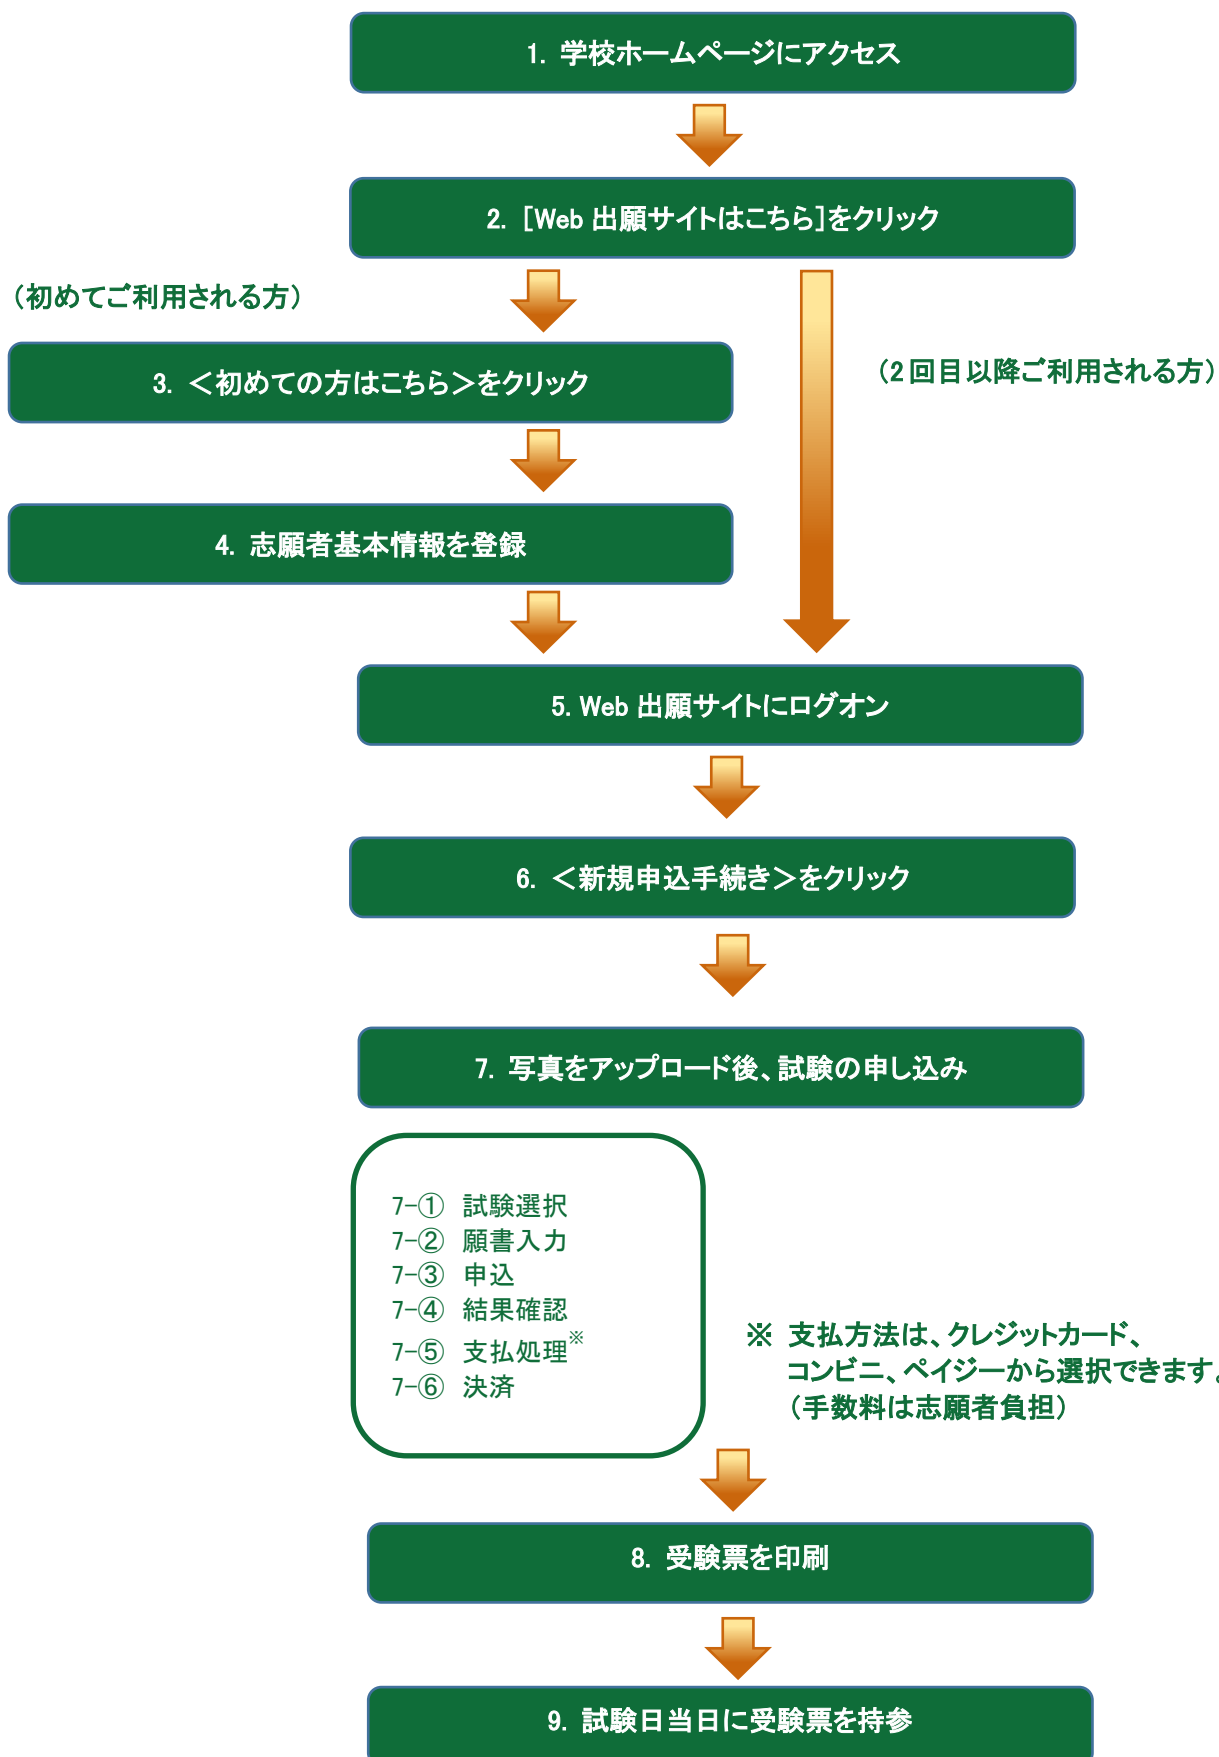 1. 学校ホームページにアクセス
2. [Web 出願サイトはこちら]をクリック
（初めてご利用される方）
3. ＜初めての方はこちら＞をクリック
（2回目以降ご利用される方）
4. 志願者基本情報を登録
5. Web 出願サイトにログオン
6. ＜新規申込手続き＞をクリック
7. 写真をアップロード後、試験の申し込み
7-① 試験選択
7-② 願書入力
7-③ 申込
7-④ 結果確認
7-⑤ 支払処理※
7-⑥ 決済
※ 支払方法は、クレジットカード、
コンビニ、ペイジーから選択できます。
（手数料は志願者負担）
8. 受験票を印刷
9. 試験日当日に受験票を持参